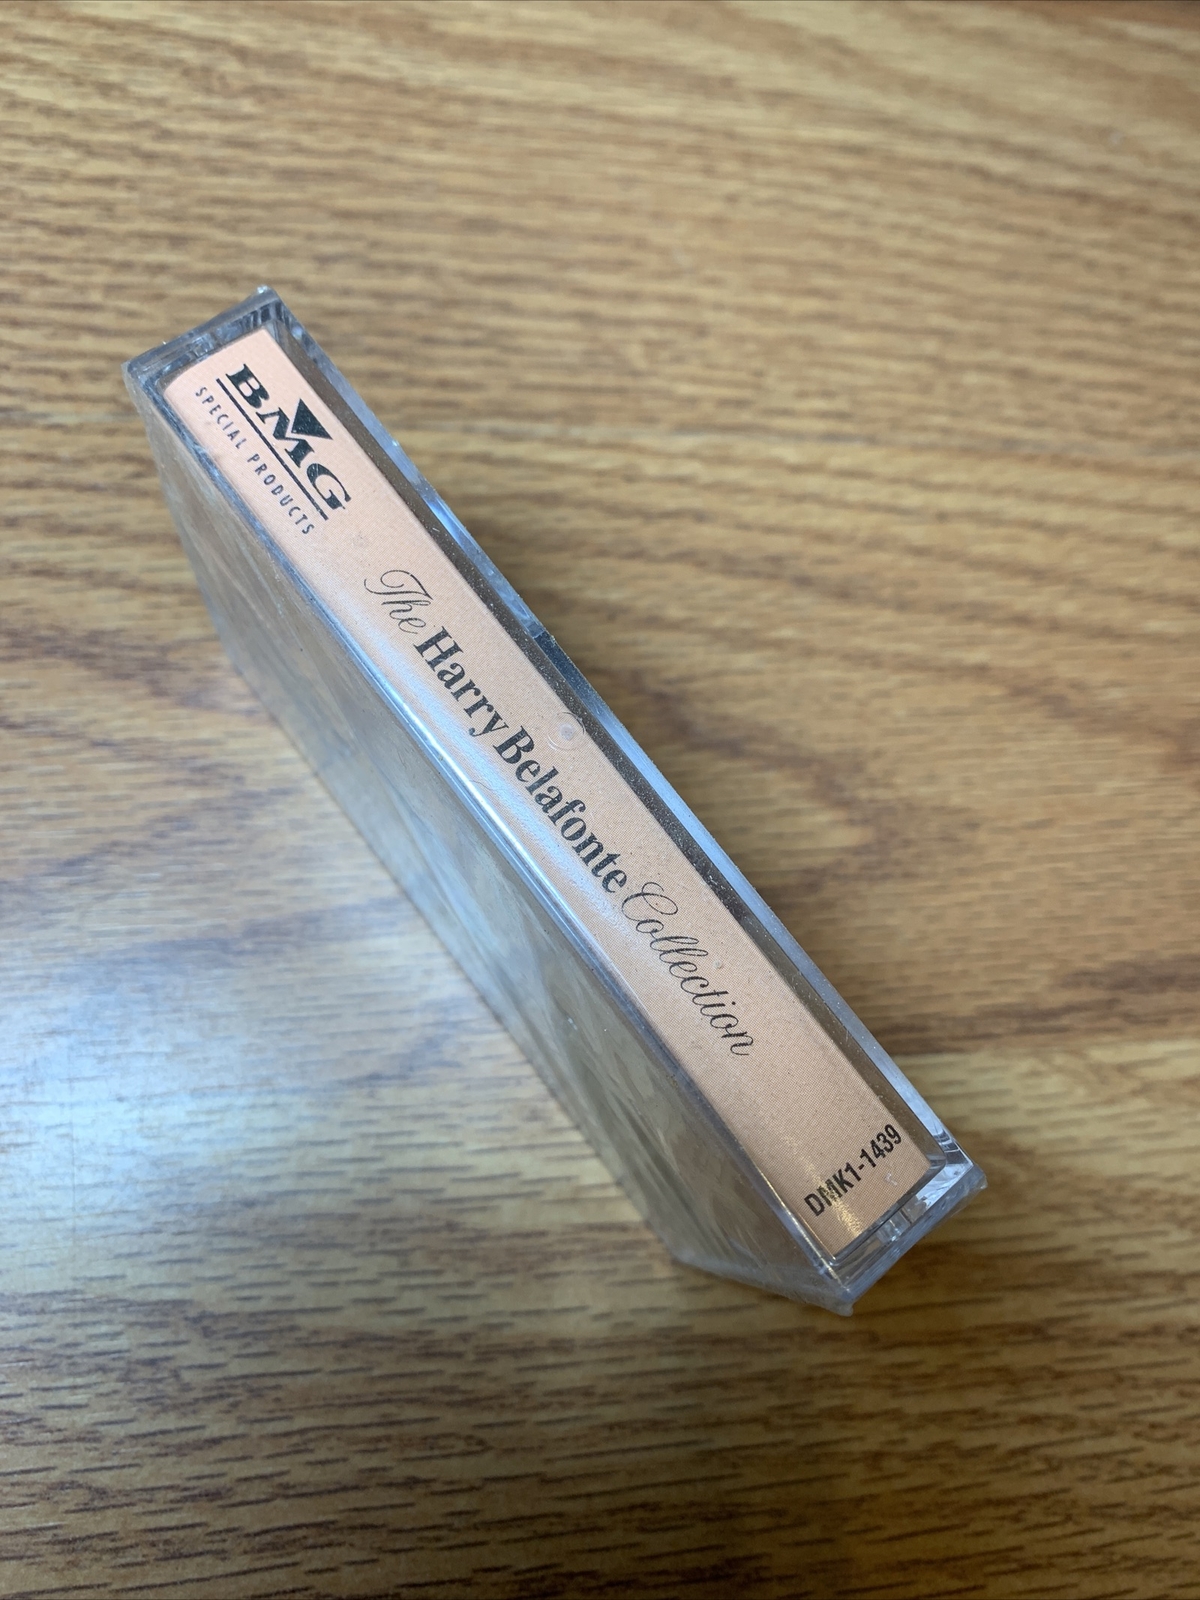 BMG
SPECIAL PRODUCTS
The Harry Belafonte Collection
DMK1-1439